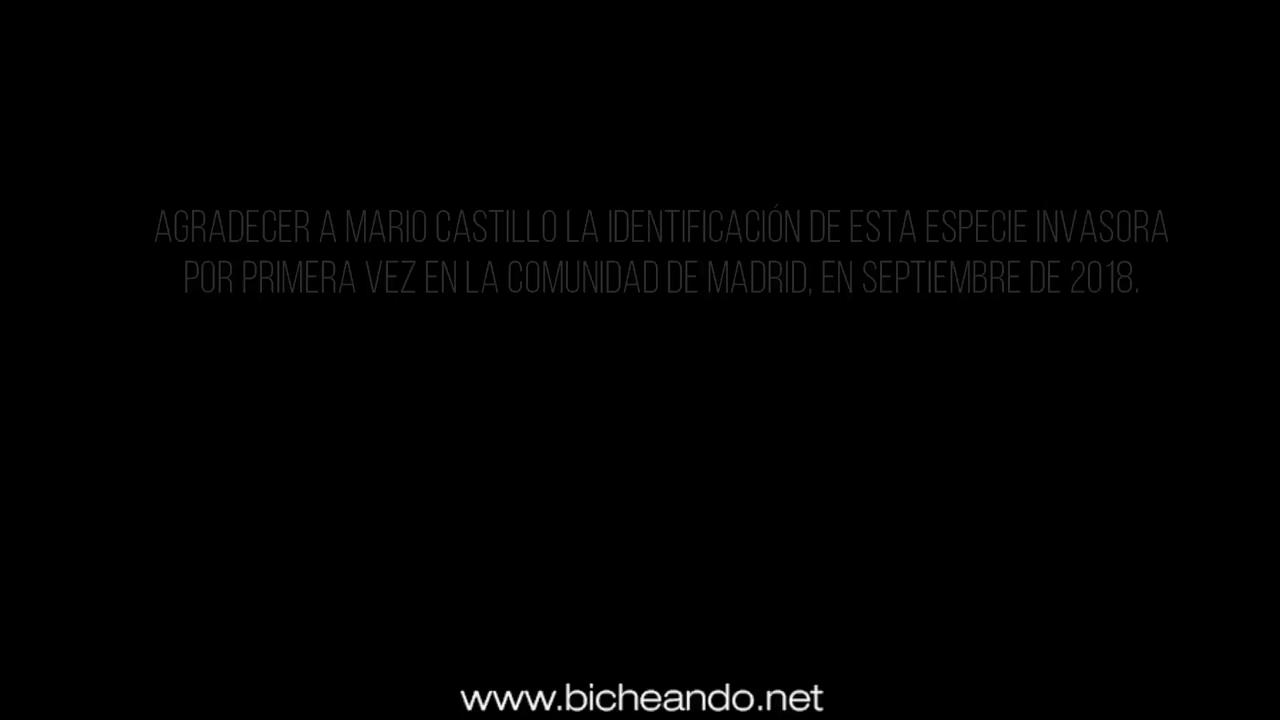 AGRADECER A MARIO CASTILLO LA IDENTIFICACIÓN DE ESTA ESPECIE INVASORA
POR PRIMERA VEZ EN LA COMUNIDAD DE MADRID, EN SEPTIEMBRE DE 2018.
www.bicheando.net